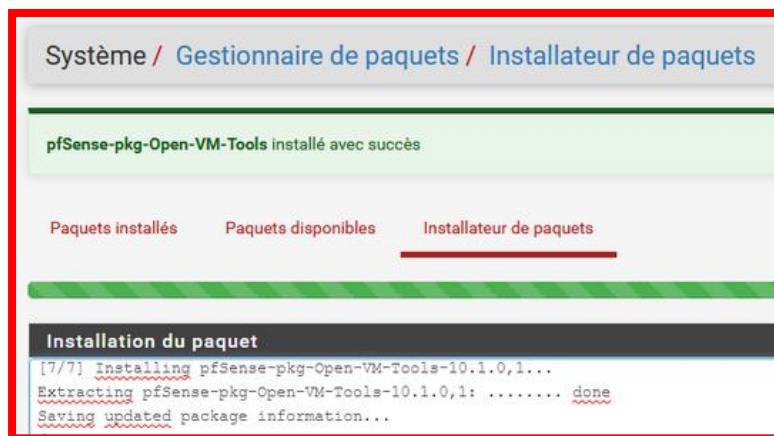 Système / Gestionnaire de paquets / Installateur de paquets
pfSense-pkg-Open-VM-Tools installé avec succès
Paquets installés Paquets disponibles Installateur de paquets
Installation du paquet
[7/7] Installing pfSense-pkg-Open-VM-Tools-10.1.0,1...
Extracting pfSense-pkg-Open-VM-Tools-10.1.0,1: ........ done
Saving updated package information...